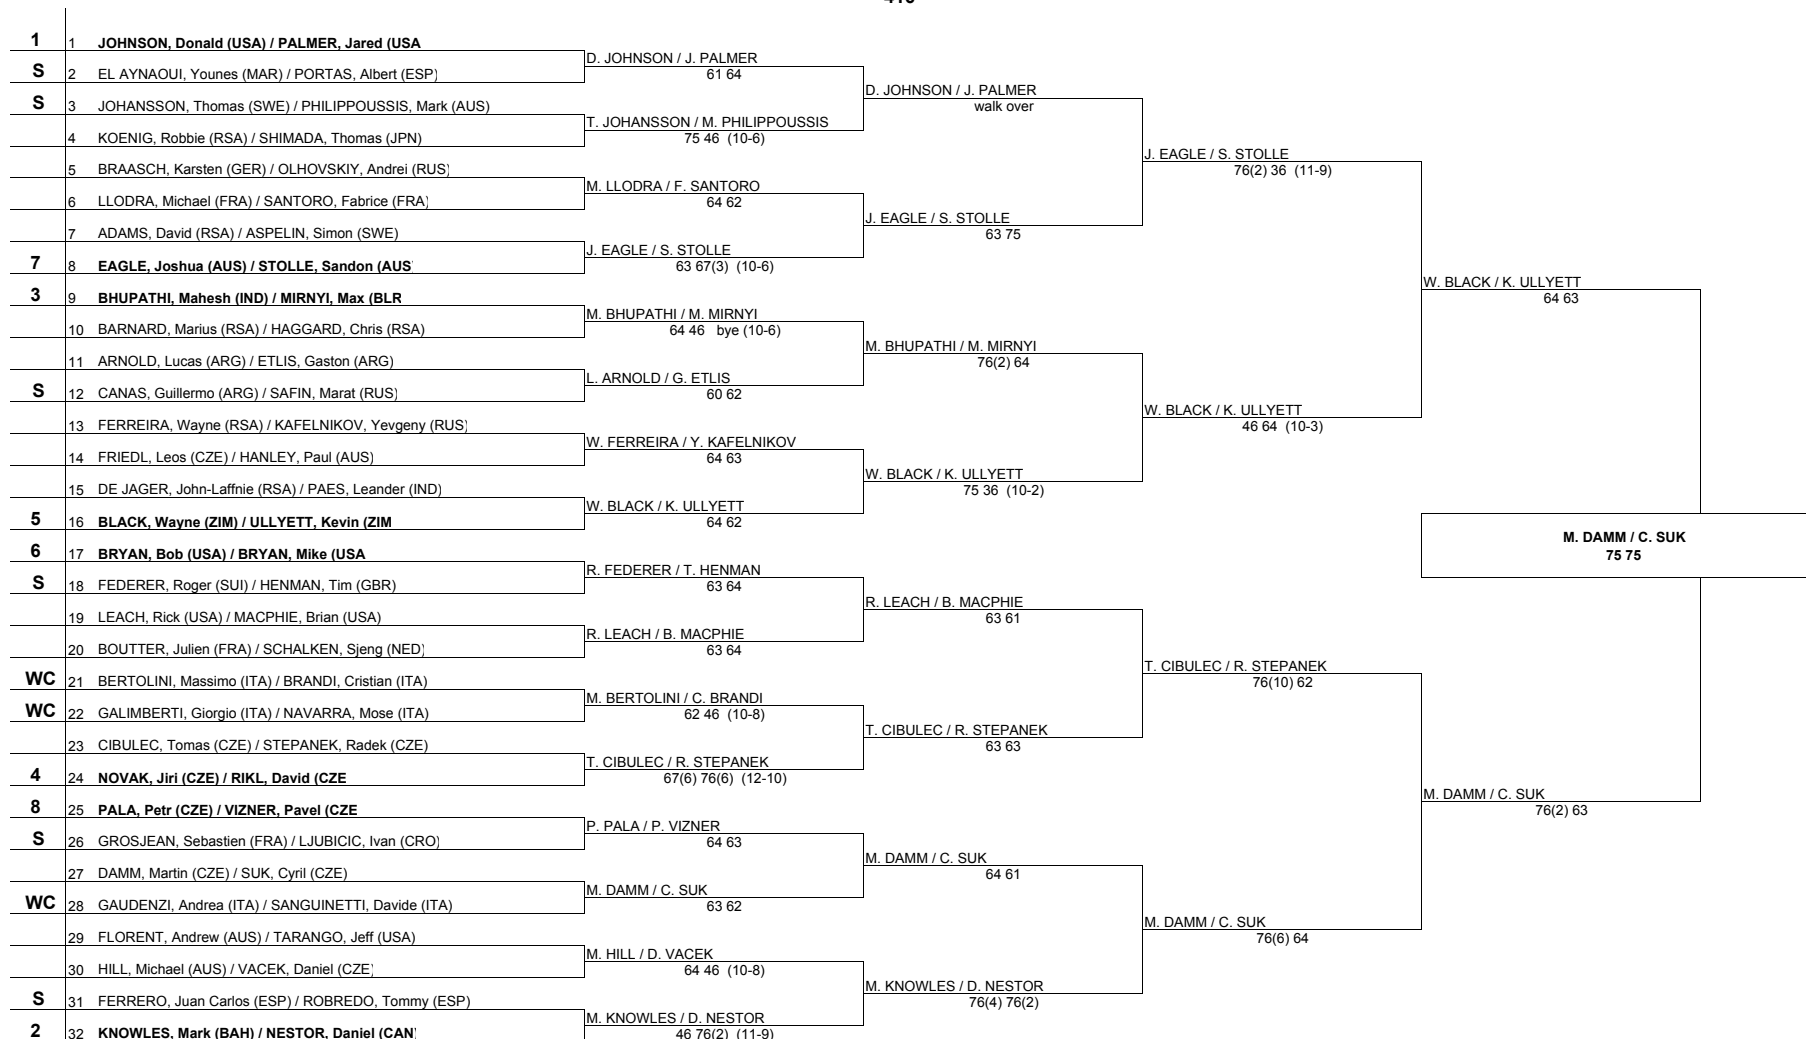 1 1 JOHNSON, Donald (USA) / PALMER, Jared (USA
S 2 EL AYNAOUI, Younes (MAR) / PORTAS, Albert (ESP)
S 3 JOHANSSON, Thomas (SWE) / PHILIPPOUSSIS, Mark (AUS)
4 KOENIG, Robbie (RSA) / SHIMADA, Thomas (JPN)
5 BRAASCH, Karsten (GER) / OLHOVSKIY, Andrei (RUS)
6 LLODRA, Michael (FRA) / SANTORO, Fabrice (FRA)
7 ADAMS, David (RSA) / ASPELIN, Simon (SWE)
7 8 EAGLE, Joshua (AUS) / STOLLE, Sandon (AUS
3 9 BHUPATHI, Mahesh (IND) / MIRNYI, Max (BLR
10 BARNARD, Marius (RSA) / HAGGARD, Chris (RSA)
11 ARNOLD, Lucas (ARG) / ETLIS, Gaston (ARG)
S 12 CANAS, Guillermo (ARG) / SAFIN, Marat (RUS)
13 FERREIRA, Wayne (RSA) / KAFELNIKOV, Yevgeny (RUS)
14 FRIEDL, Leos (CZE) / HANLEY, Paul (AUS)
15 DE JAGER, John-Laffnie (RSA) / PAES, Leander (IND)
5 16 BLACK, Wayne (ZIM) / ULLYETT, Kevin (ZIM
6 17 BRYAN, Bob (USA) / BRYAN, Mike (USA
S 18 FEDERER, Roger (SUI) / HENMAN, Tim (GBR)
19 LEACH, Rick (USA) / MACPHIE, Brian (USA)
20 BOUTTER, Julien (FRA) / SCHALKEN, Sjeng (NED)
WC 21 BERTOLINI, Massimo (ITA) / BRANDI, Cristian (ITA)
WC 22 GALIMBERTI, Giorgio (ITA) / NAVARRA, Mose (ITA)
23 CIBULEC, Tomas (CZE) / STEPANEK, Radek (CZE)
4 24 NOVAK, Jiri (CZE) / RIKL, David (CZE
8 25 PALA, Petr (CZE) / VIZNER, Pavel (CZE
S 26 GROSJEAN, Sebastien (FRA) / LJUBICIC, Ivan (CRO)
27 DAMM, Martin (CZE) / SUK, Cyril (CZE)
WC 28 GAUDENZI, Andrea (ITA) / SANGUINETTI, Davide (ITA)
29 FLORENT, Andrew (AUS) / TARANGO, Jeff (USA)
30 HILL, Michael (AUS) / VACEK, Daniel (CZE)
S 31 FERRERO, Juan Carlos (ESP) / ROBREDO, Tommy (ESP)
2 32 KNOWLES, Mark (BAH) / NESTOR, Daniel (CAN
D. JOHNSON / J. PALMER
61 64
T. JOHANSSON / M. PHILIPPOUSSIS
75 46 (10-6)
M. LLODRA / F. SANTORO
64 62
J. EAGLE / S. STOLLE
63 67(3) (10-6)
M. BHUPATHI / M. MIRNYI
64 46 bye (10-6)
L. ARNOLD / G. ETLIS
60 62
W. FERREIRA / Y. KAFELNIKOV
64 63
W. BLACK / K. ULLYETT
64 62
R. FEDERER / T. HENMAN
63 64
R. LEACH / B. MACPHIE
63 64
M. BERTOLINI / C. BRANDI
62 46 (10-8)
T. CIBULEC / R. STEPANEK
67(6) 76(6) (12-10)
P. PALA / P. VIZNER
64 63
M. DAMM / C. SUK
63 62
M. HILL / D. VACEK
64 46 (10-8)
M. KNOWLES / D. NESTOR
46 76(2) (11-9)
D. JOHNSON / J. PALMER
walk over
J. EAGLE / S. STOLLE
63 75
M. BHUPATHI / M. MIRNYI
76(2) 64
W. BLACK / K. ULLYETT
75 36 (10-2)
R. LEACH / B. MACPHIE
63 61
T. CIBULEC / R. STEPANEK
63 63
M. DAMM / C. SUK
64 61
M. KNOWLES / D. NESTOR
76(4) 76(2)
J. EAGLE / S. STOLLE
76(2) 36 (11-9)
W. BLACK / K. ULLYETT
46 64 (10-3)
T. CIBULEC / R. STEPANEK
76(10) 62
M. DAMM / C. SUK
76(6) 64
W. BLACK / K. ULLYETT
64 63
M. DAMM / C. SUK
76(2) 63
M. DAMM / C. SUK
75 75